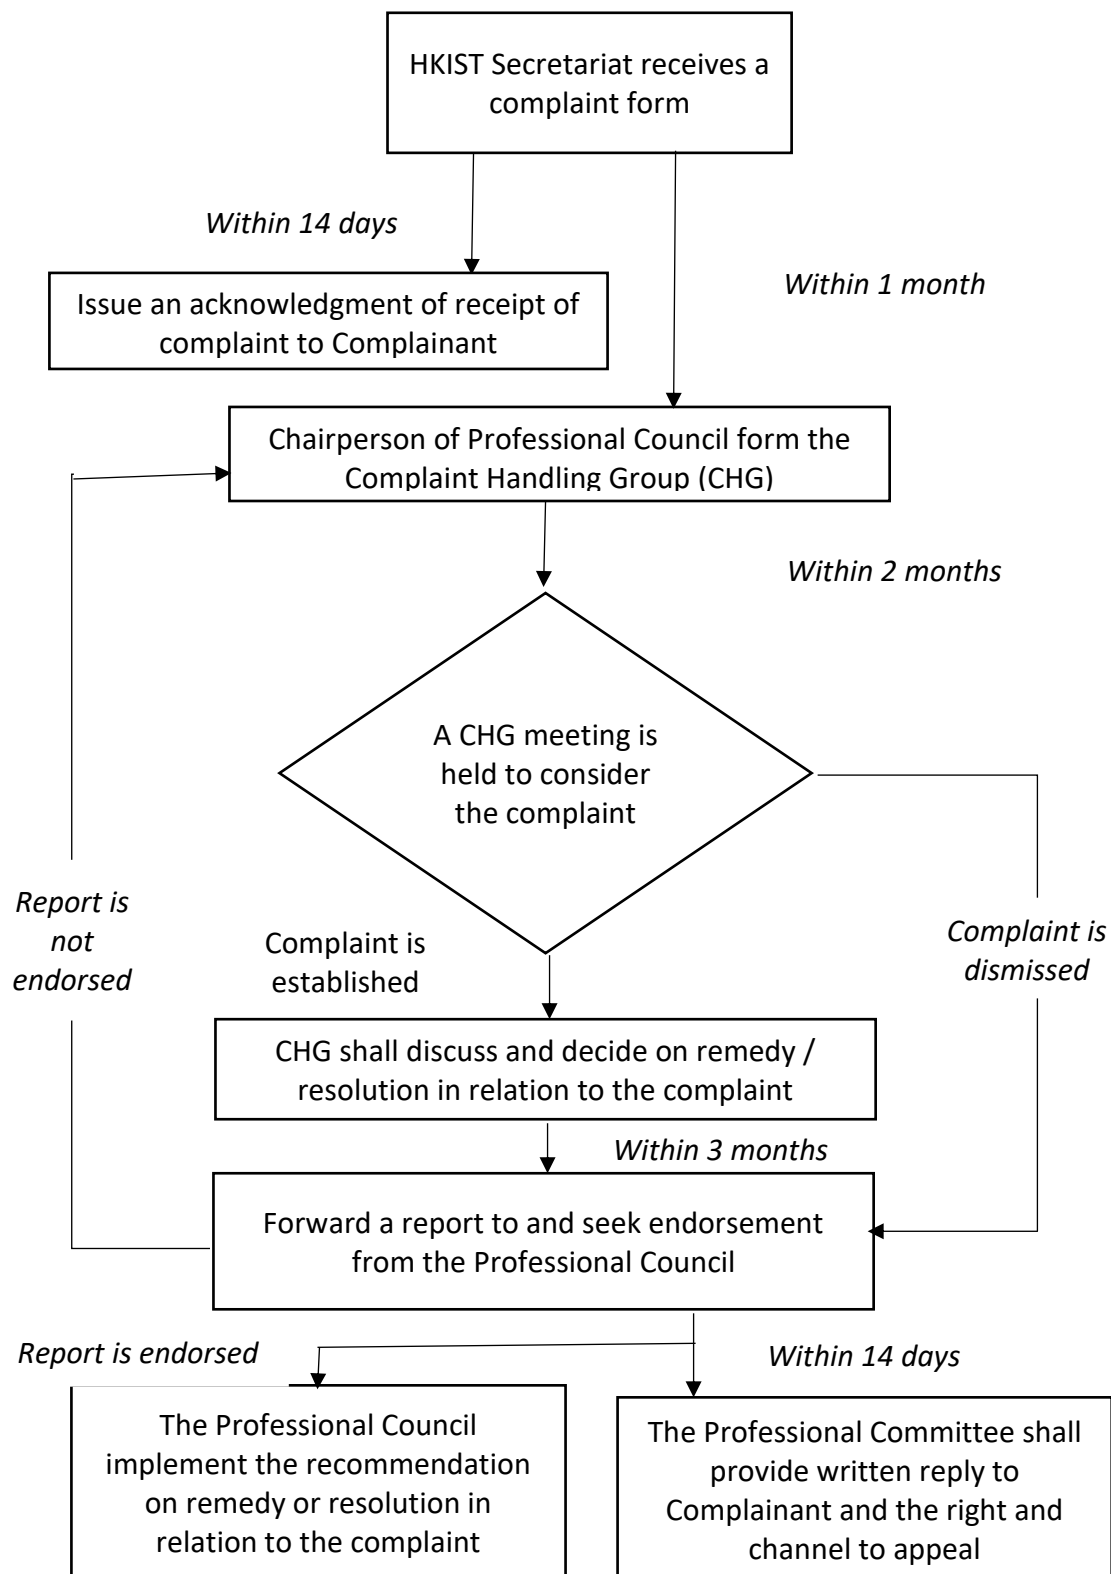 HKIST Secretariat receives a
complaint form
Within 14 days
Within 1 month
Issue an acknowledgment of receipt of
complaint to Complainant
Chairperson of Professional Council form the
Complaint Handling Group (CHG)
Within 2 months
A CHG meeting is
held to consider
the complaint
Report is
not
endorsed
Complaint is
established
Complaint is
dismissed
CHG shall discuss and decide on remedy /
resolution in relation to the complaint
Within 3 months
Forward a report to and seek endorsement
from the Professional Council
Report is endorsed
Within 14 days
The Professional Council
implement the recommendation
on remedy or resolution in
relation to the complaint
The Professional Committee shall
provide written reply to
Complainant and the right and
channel to appeal